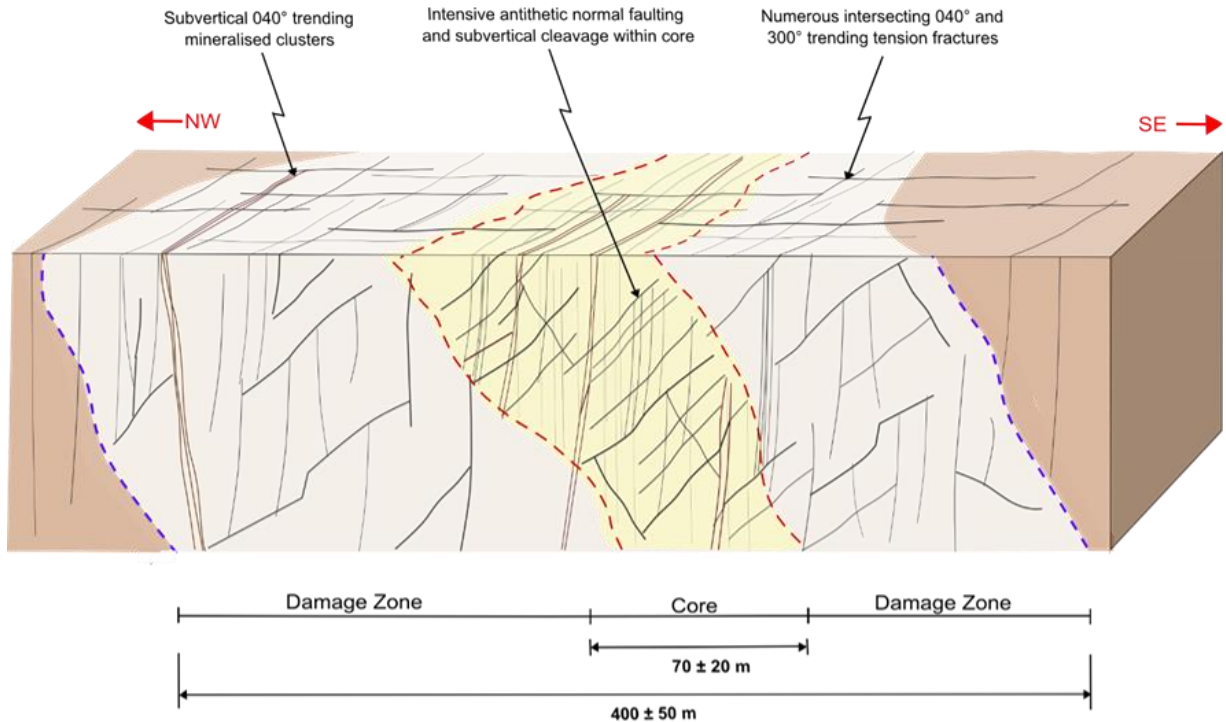 Subvertical 040° trending
mineralised clusters
Intensive antithetic normal faulting
and subvertical cleavage within core
Numerous intersecting 040° and
300° trending tension fractures
NW
SE
Damage Zone
Core
Damage Zone
70 ± 20 m
400 ± 50 m